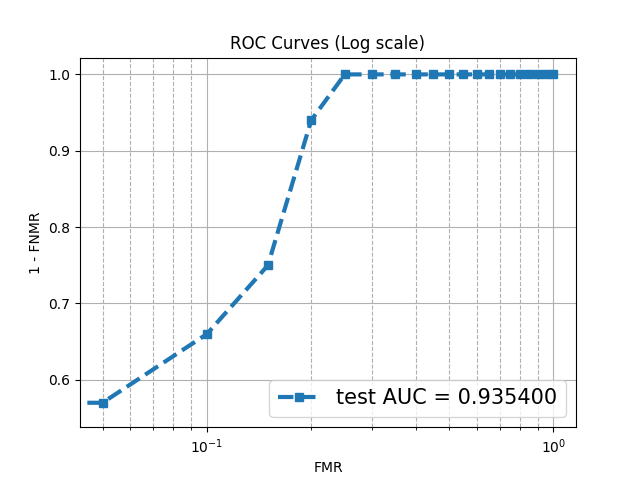 ROC Curves (Log scale)
1.0
0.9
0.8
0.7
0.6
1 - FNMR
test AUC = 0.935400
10⁻¹
10⁰
FMR